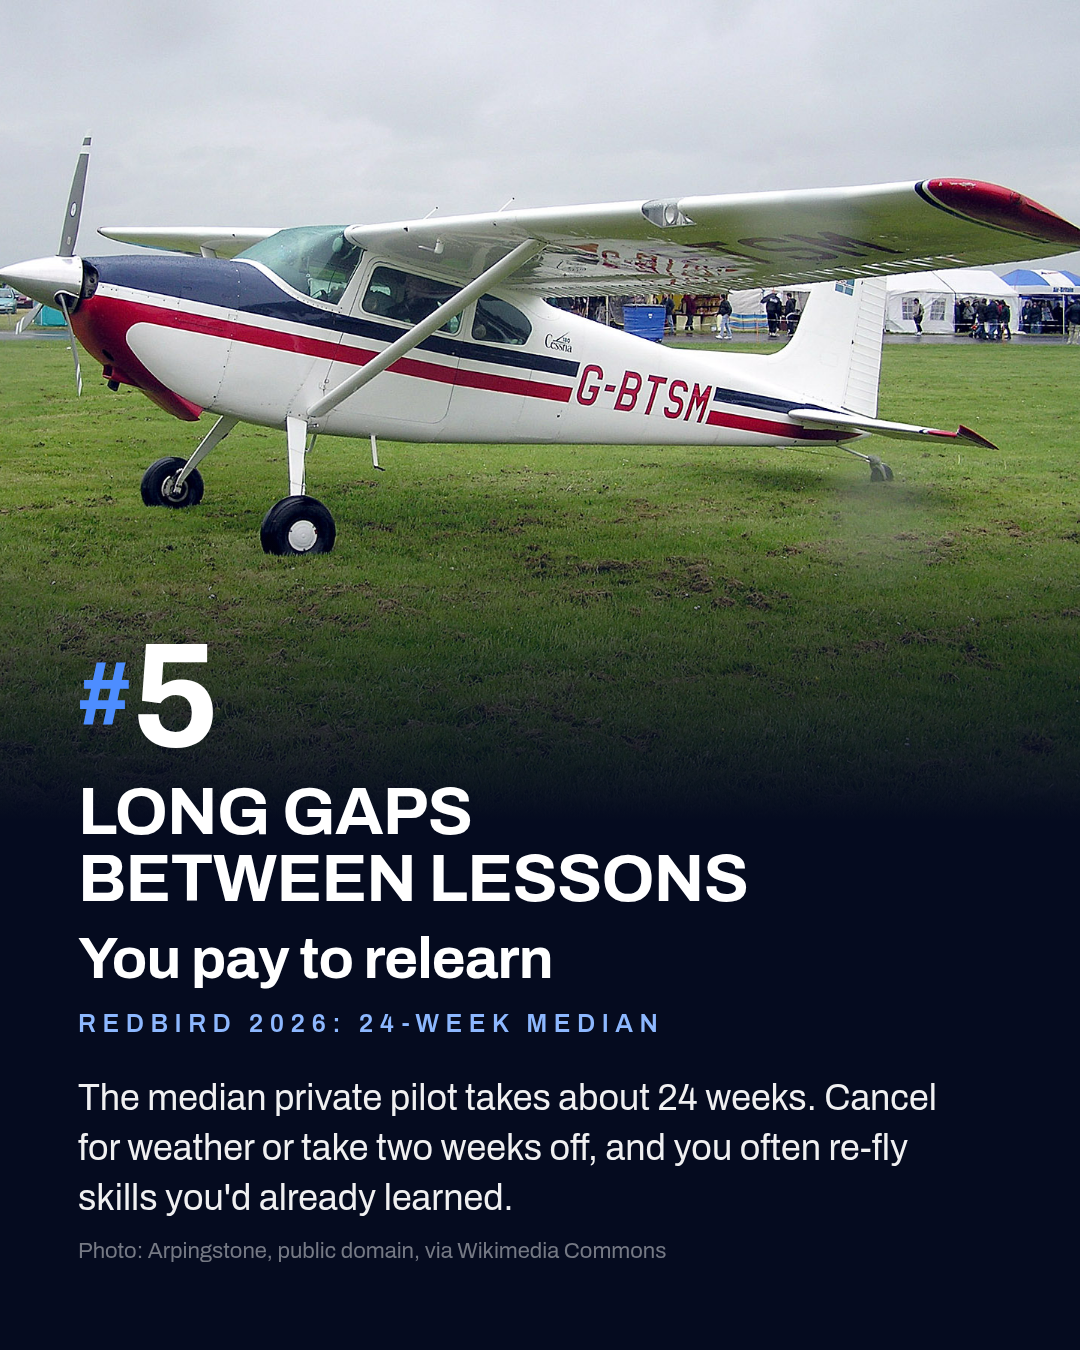 180
Cessna
G-BTSM
#5
LONG GAPS
BETWEEN LESSONS
You pay to relearn
REDBIRD 2026: 24-WEEK MEDIAN
The median private pilot takes about 24 weeks. Cancel
for weather or take two weeks off, and you often re-fly
skills you'd already learned.
Photo: Arpingstone, public domain, via Wikimedia Commons